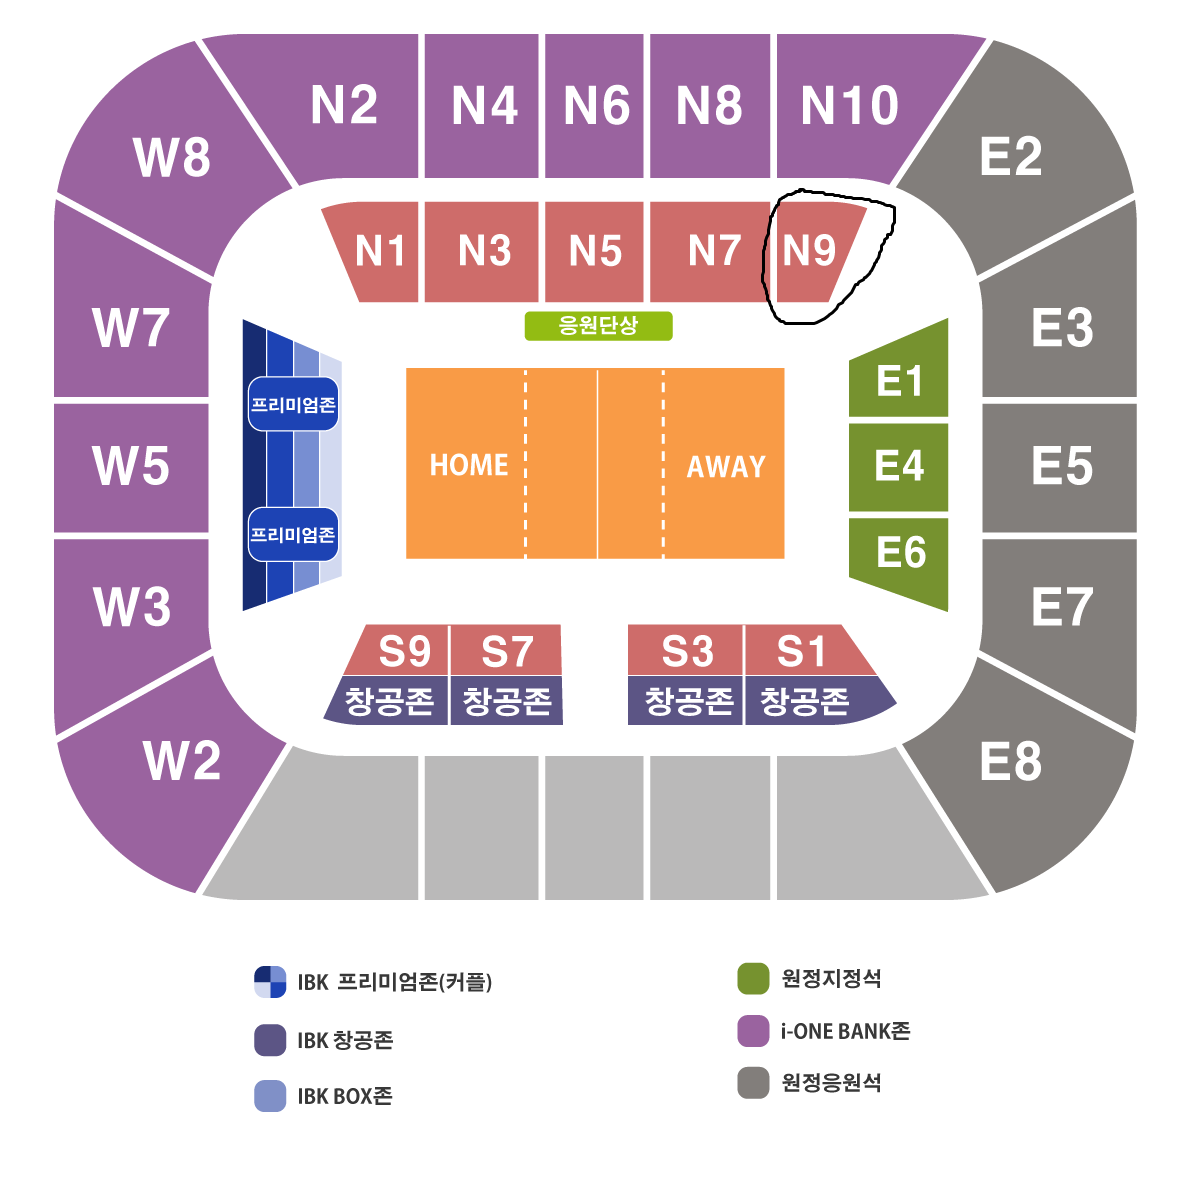 N2 N4 N6 N8 N10
W8 E2
N1 N3 N5 N7 N9
W7 응원단상 E3
E1
프리미엄존
HOME AWAY
W5 E4 E5
프리미엄존 E6
W3 E7
S9 S7 S3 S1
창공존 창공존 창공존 창공존
W2 E8
IBK 프리미엄존(커플) 원정지정석
IBK 창공존 i-ONE BANK존
IBK BOX존 원정응원석